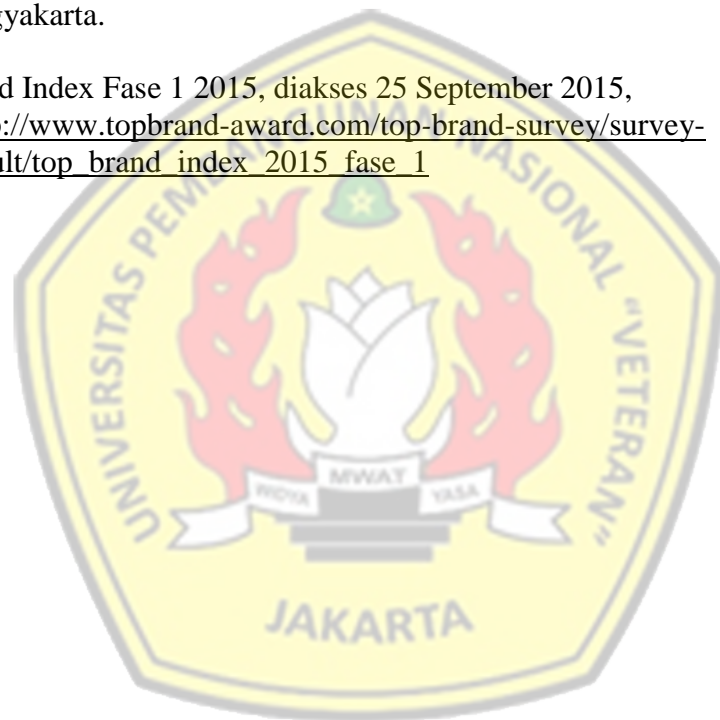 gyakarta.
d Index Fase 1 2015, diakses 25 September 2015,
://www.topbrand-award.com/top-brand-survey/survey-
ult/top_brand_index_2015_fase_1
UNIVERSITAS PEMBANGUNAN NASIONAL "VETERAN"
WIDYA MWAT YASA
JAKARTA